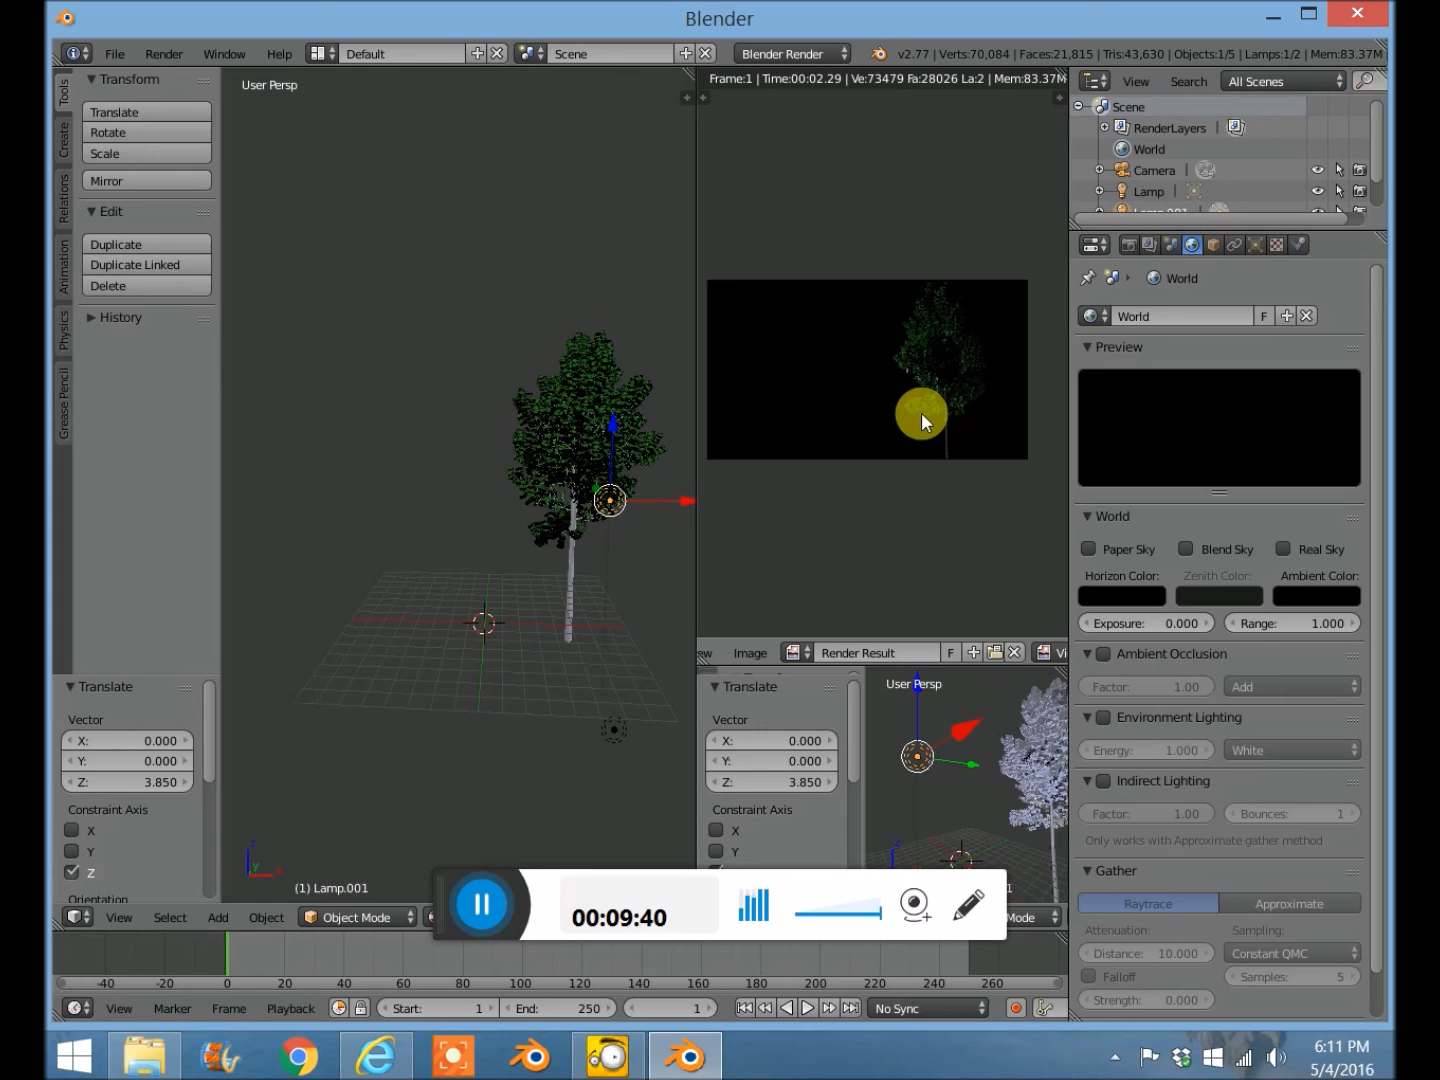 Blender
File Render Window Help Default Scene Blender Render v2.77 | Verts:70,084 | Faces:21,815 | Tris:43,630 | Objects:1/5 | Lamps:1/2 | Mem:83.37M
Tools
Create
Relations
Animation
Physics
Grease Pencil
Transform
Translate
Rotate
Scale
Mirror
Edit
Duplicate
Duplicate Linked
Delete
History
Translate
Vector
X: 0.000
Y: 0.000
Z: 3.850
Constraint Axis
X
Y
Z
Orientation
User Persp
(1) Lamp.001
View Select Add Object Object Mode
Frame:1 | Time:00:02.29 | Ve:73479 Fa:28026 La:2 | Mem:83.37M
Image Render Result F
Translate
Vector
X: 0.000
Y: 0.000
Z: 3.850
Constraint Axis
X
Y
User Persp
Mode
00:09:40
View Search All Scenes
Scene
RenderLayers
World
Camera
Lamp
World
World F
Preview
World
Paper Sky Blend Sky Real Sky
Horizon Color: Zenith Color: Ambient Color:
Exposure: 0.000 Range: 1.000
Ambient Occlusion
Factor: 1.00 Add
Environment Lighting
Energy: 1.000 White
Indirect Lighting
Factor: 1.00 Bounces: 1
Only works with Approximate gather method
Gather
Raytrace Approximate
Attenuation: Sampling:
Distance: 10.000 Constant QMC
Falloff Samples: 5
Strength: 0.000
-40 -20 0 20 40 60 80 100 120 140 160 180 200 220 240 260
View Marker Frame Playback Start: 1 End: 250 1 No Sync
6:11 PM
5/4/2016